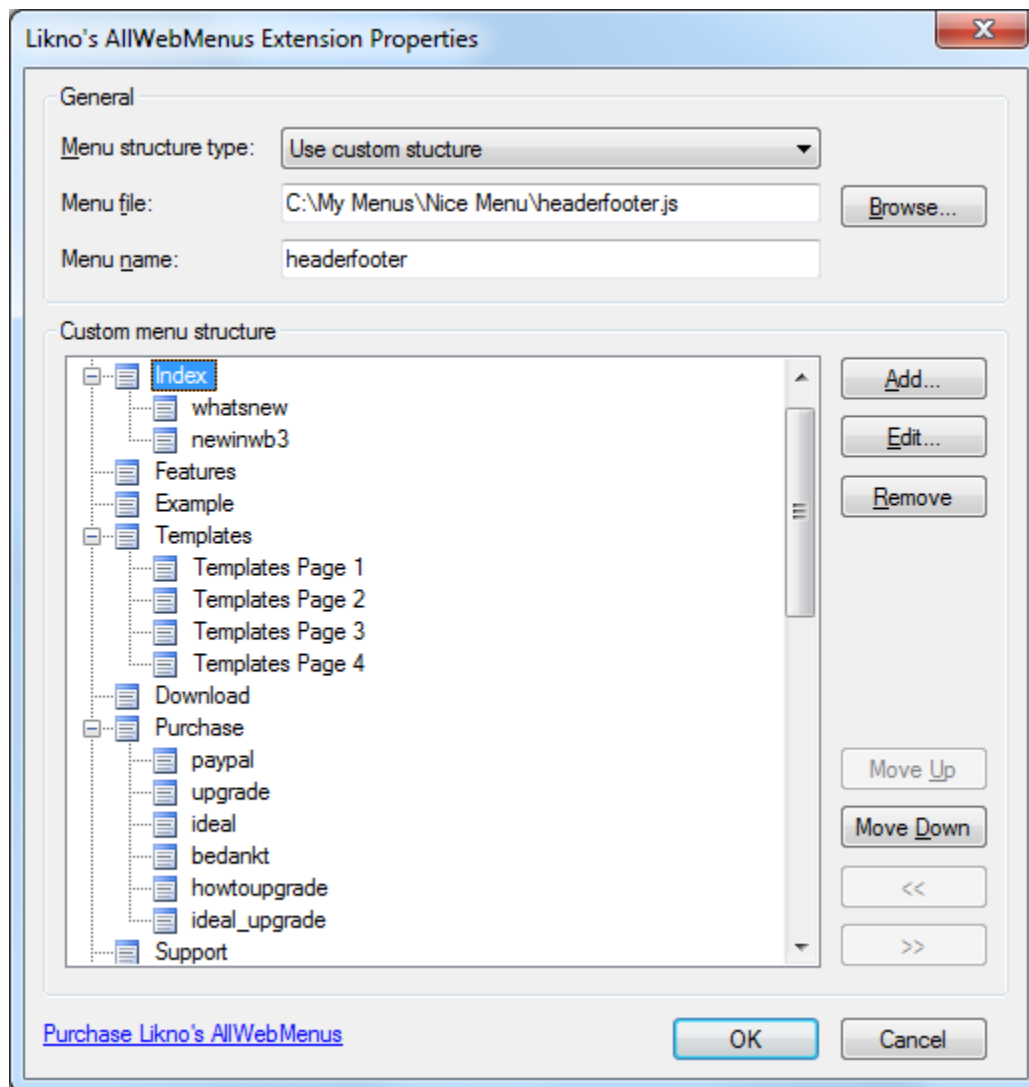 Likno's AllWebMenus Extension Properties
General
Menu structure type: Use custom stucture
Menu file: C:\My Menus\Nice Menu\headerfooter.js Browse...
Menu name: headerfooter
Custom menu structure
Index Add...
whatsnew
newinwb3 Edit...
Features
Example Remove
Templates
Templates Page 1
Templates Page 2
Templates Page 3
Templates Page 4
Download
Purchase
paypal Move Up
upgrade
ideal Move Down
bedankt
howtoupgrade <<
ideal_upgrade
Support >>
Purchase Likno's AllWebMenus OK Cancel